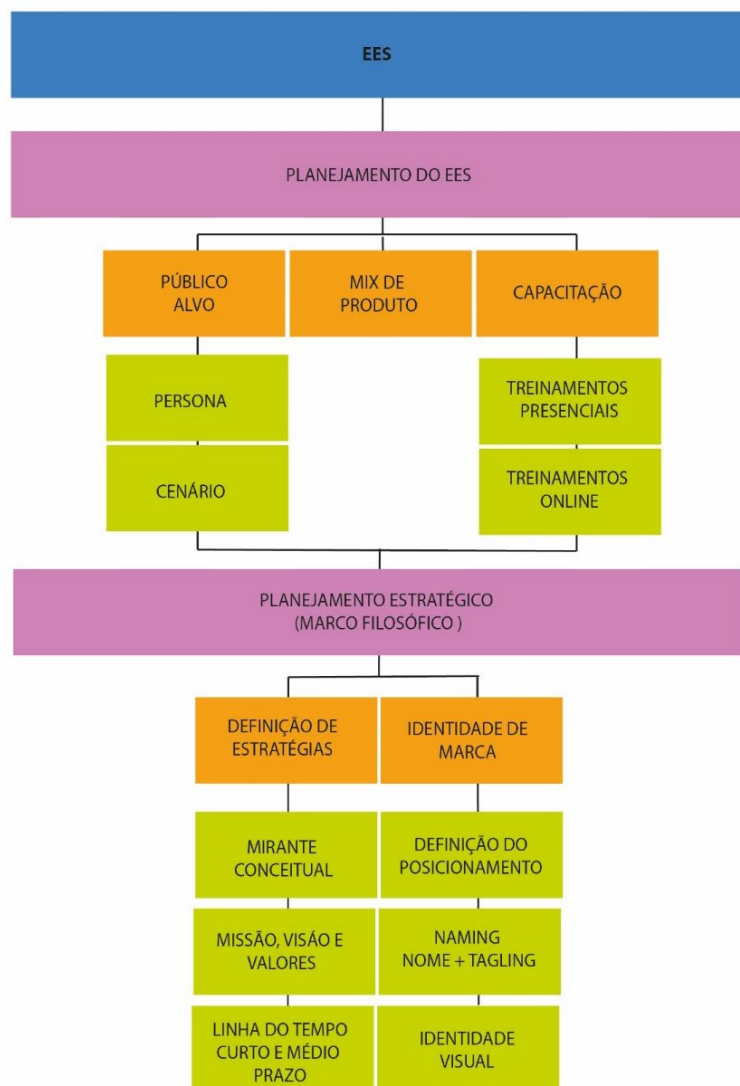 EES
PLANEJAMENTO DO EES
PÚBLICO
ALVO
MIX DE
PRODUTO
CAPACITAÇÃO
PERSONA
TREINAMENTOS
PRESENCIAIS
CENÁRIO
TREINAMENTOS
ONLINE
PLANEJAMENTO ESTRATÉGICO
(MARCO FILOSÓFICO )
DEFINIÇÃO DE
ESTRATÉGIAS
IDENTIDADE DE
MARCA
MIRANTE
CONCEITUAL
DEFINIÇÃO DO
POSICIONAMENTO
MISSÃO, VISÁO E
VALORES
NAMING
NOME + TAGLING
LINHA DO TEMPO
CURTO E MÉDIO
PRAZO
IDENTIDADE
VISUAL